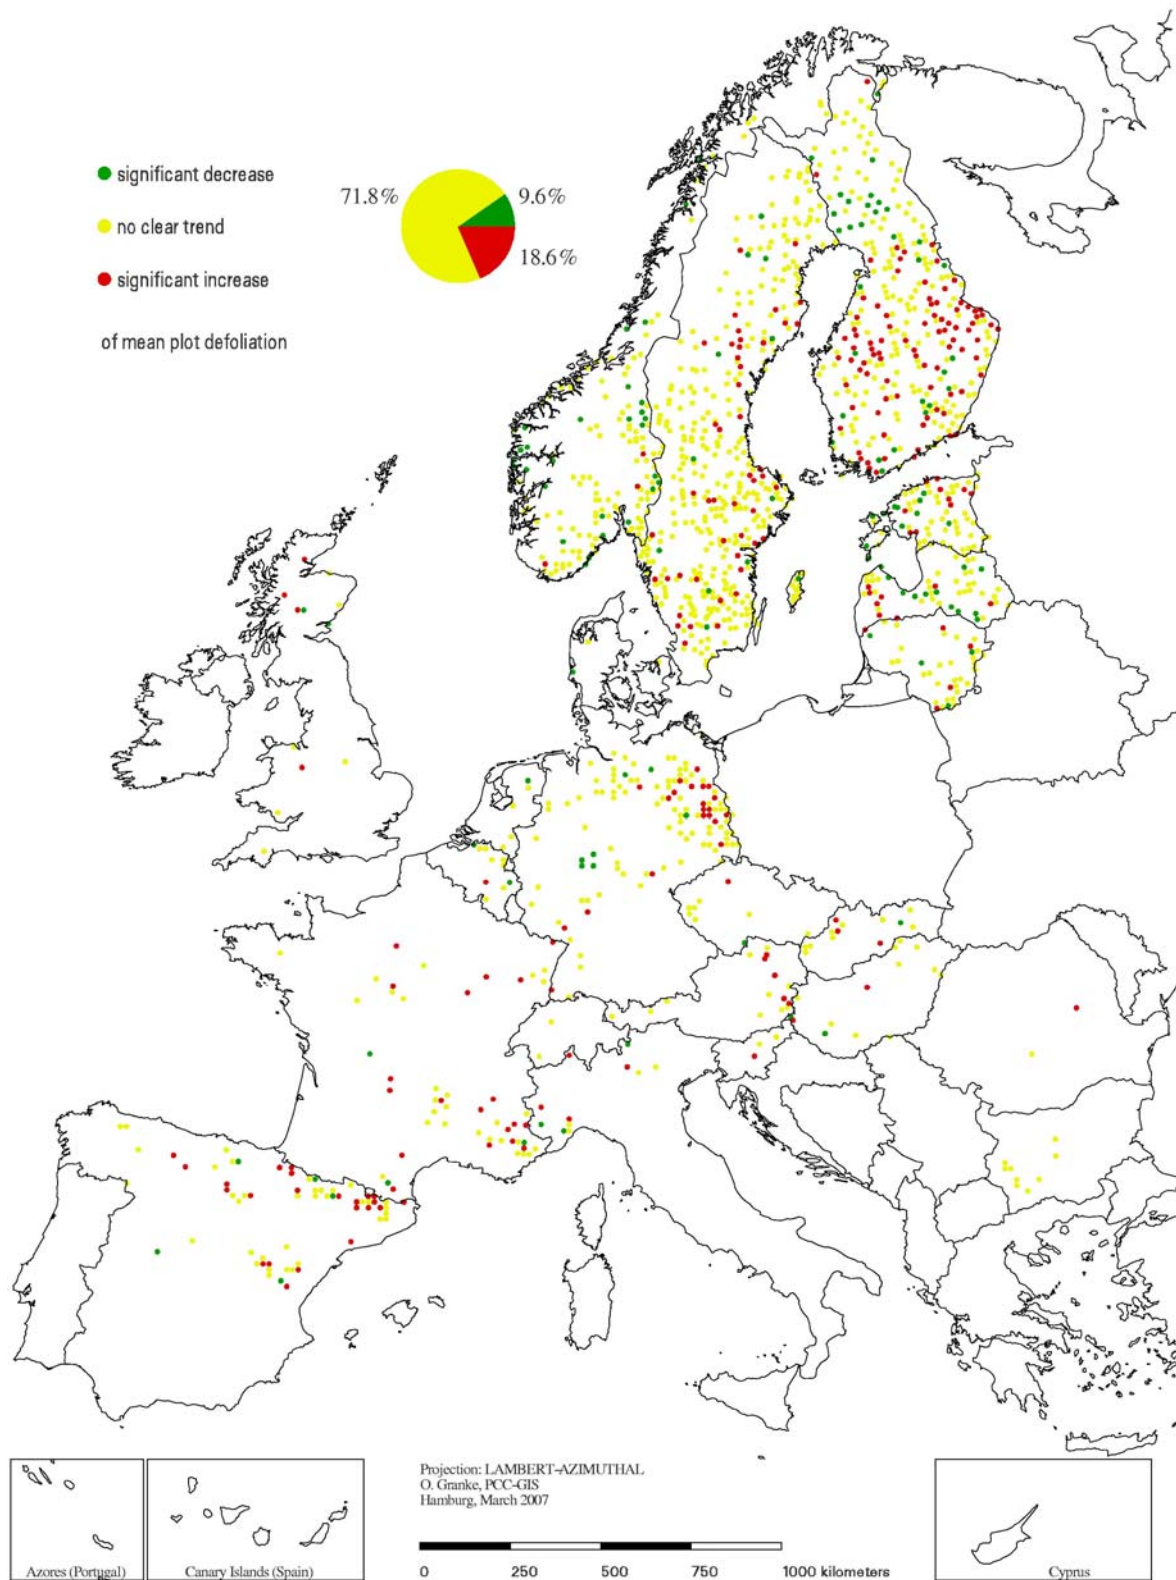 significant decrease
71.8%
9.6%
no clear trend
18.6%
significant increase
of mean plot defoliation
Projection: LAMBERT-AZIMUTHAL
O. Granke, PCC-GIS
Hamburg, March 2007
Azores (Portugal)
Canary Islands (Spain)
0 250 500 750 1000 kilometers
Cyprus